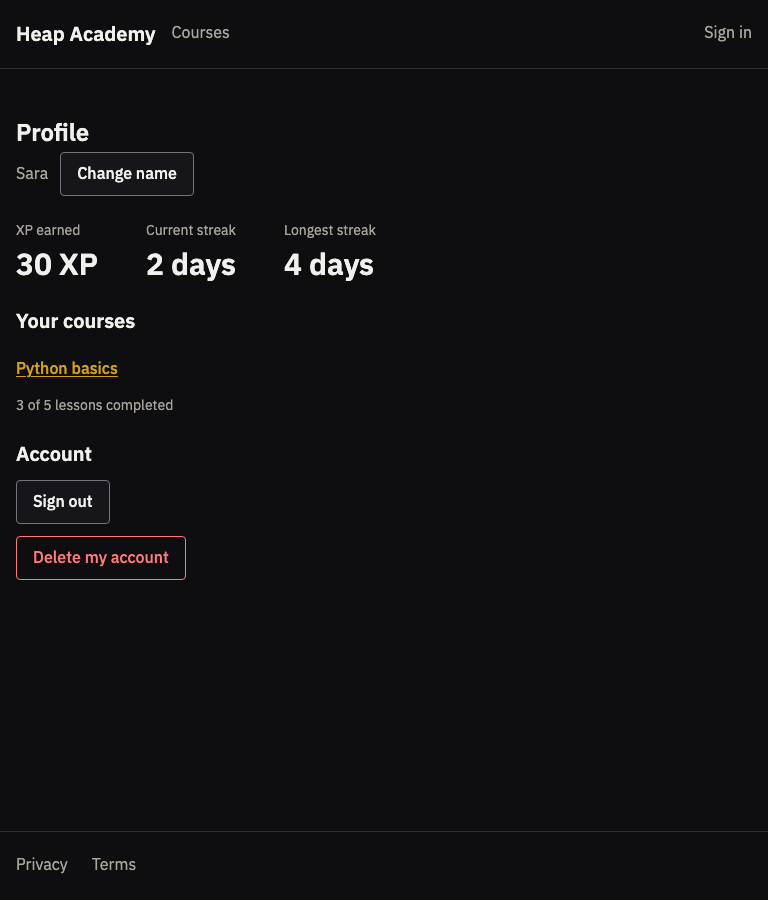 Heap Academy Courses Sign in
Profile
Sara Change name
XP earned Current streak Longest streak
30 XP 2 days 4 days
Your courses
Python basics
3 of 5 lessons completed
Account
Sign out
Delete my account
Privacy Terms